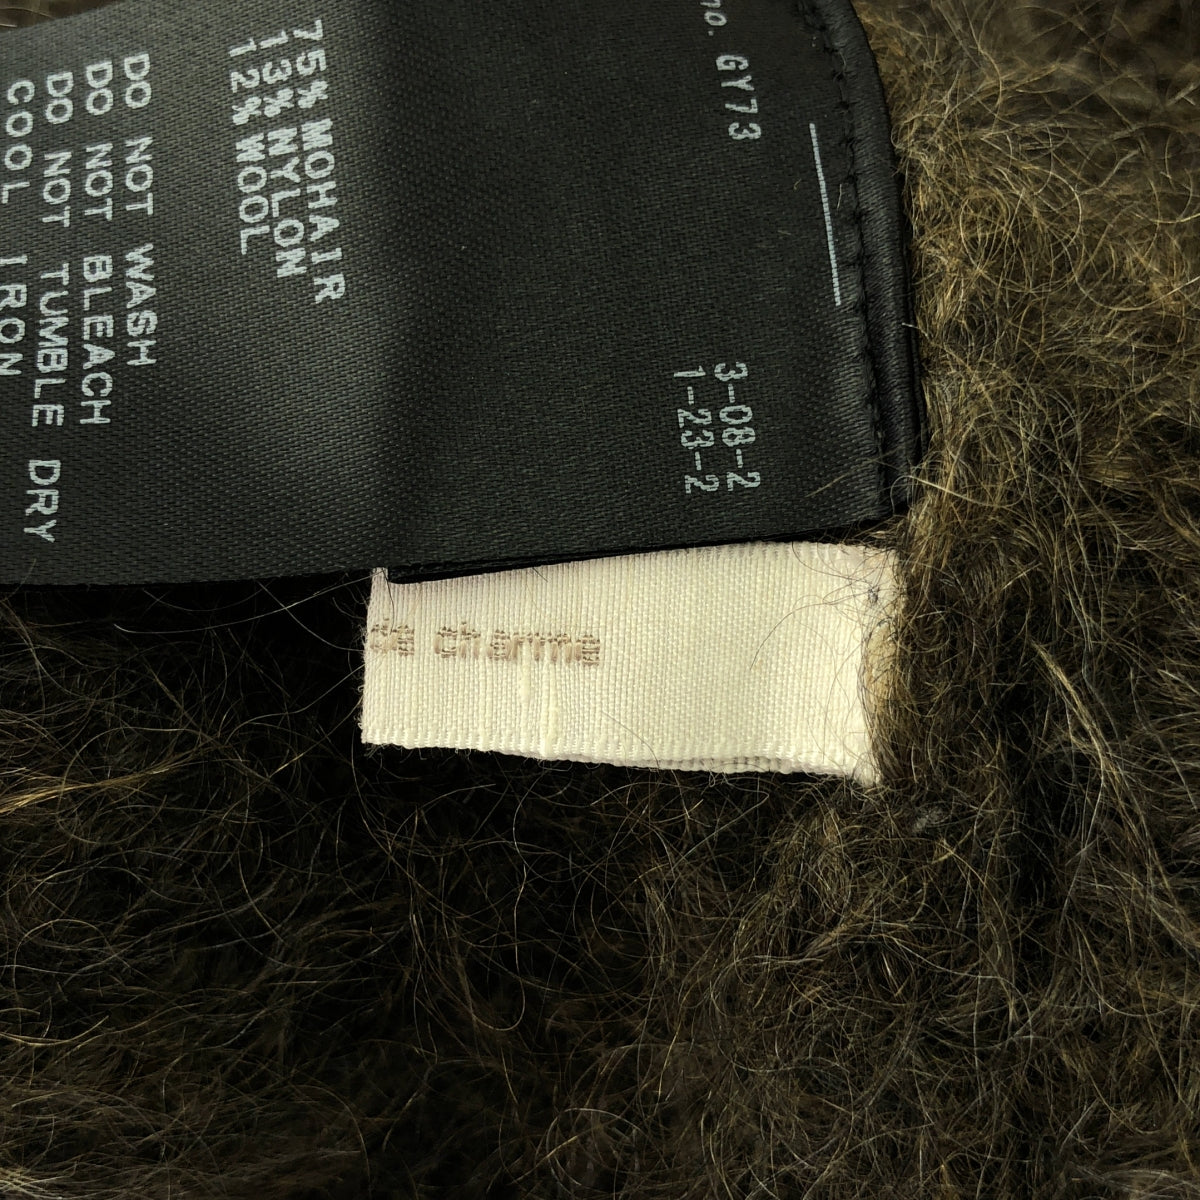 no. GY73
3-08-2
1-23-2
75% MOHAIR
13% NYLON
12% WOOL
DO NOT WASH
DO NOT BLEACH
DO NOT TUMBLE DRY
COOL IRON
de charme